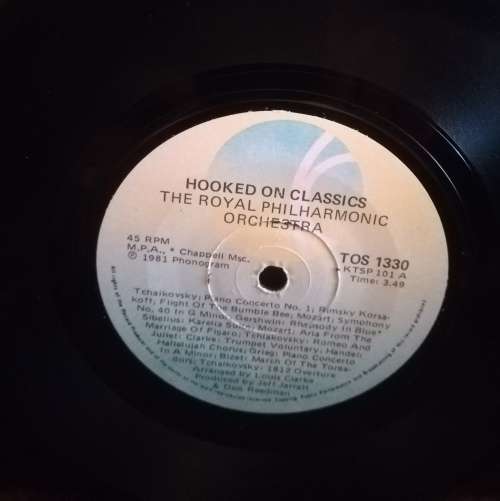 HOOKED ON CLASSICS
THE ROYAL PHILHARMONIC
ORCHE3TRA
45 RPM
M.P.A., * Chappell Msc.
℗ 1981 Phonogram
TOS 1330
KTSP 101 A
Time: 3.49
Tchaikovsky; Piano Concerto No. 1; Rimsky Korsa-
koff; Flight Of The Bumble Bee; Mozart; Symphony
No. 40 In G Minor; Gershwin; Rhapsody In Blue*
Sibelius; Karelia Suite; Mozart; Aria From The
Marriage Of Figaro; Tchaikovsky; Romeo And
Juliet; Clarke; Trumpet Voluntary; Handel;
Hallelujah Chorus; Grieg; Piano Concerto
In A Minor; Bizet; March Of The Torea-
dors; Tchaikovsky; 1812 Overture
Arranged by Louis Clarke
Produced by Jeff Jarratt
& Don Reedman